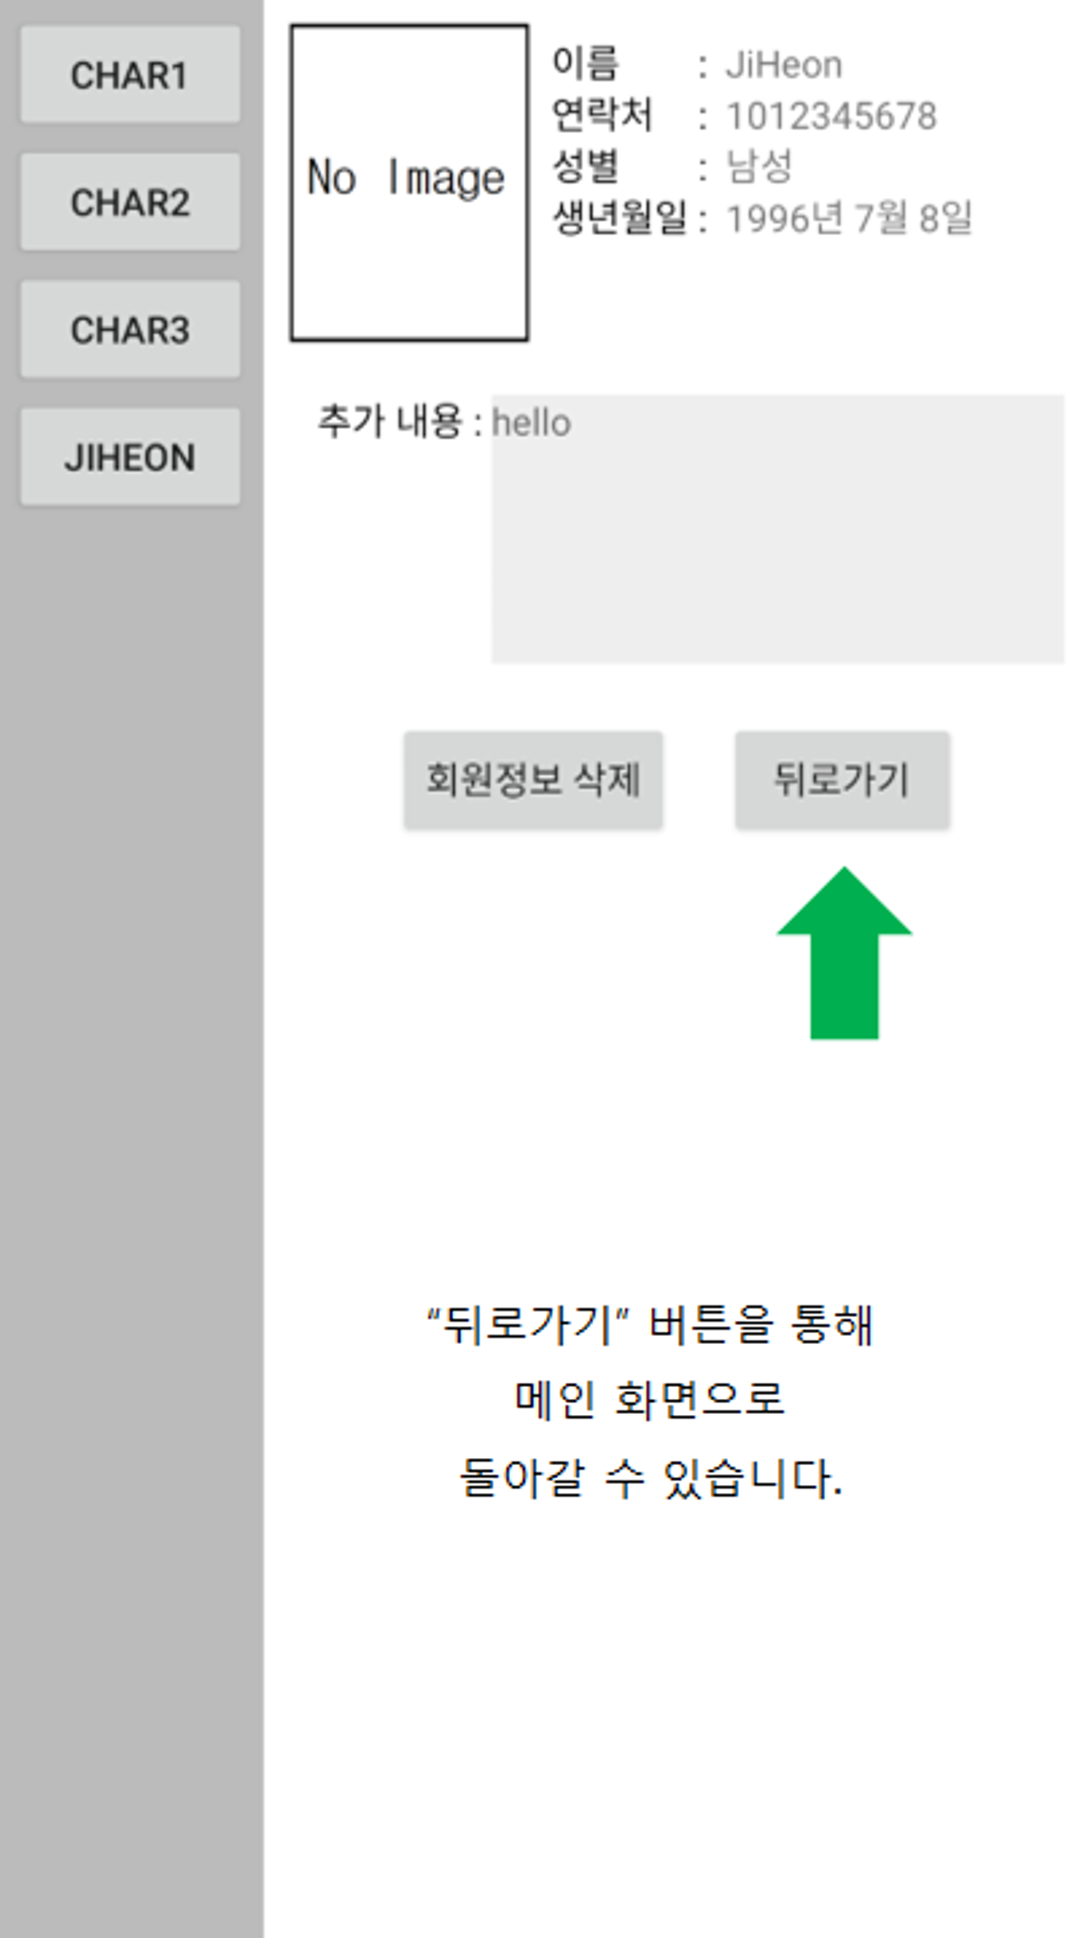 CHAR1
CHAR2
CHAR3
JIHEON
No Image
이름 : JiHeon
연락처 : 1012345678
성별 : 남성
생년월일 : 1996년 7월 8일
추가 내용 : hello
회원정보 삭제
뒤로가기
“뒤로가기” 버튼을 통해
메인 화면으로
돌아갈 수 있습니다.